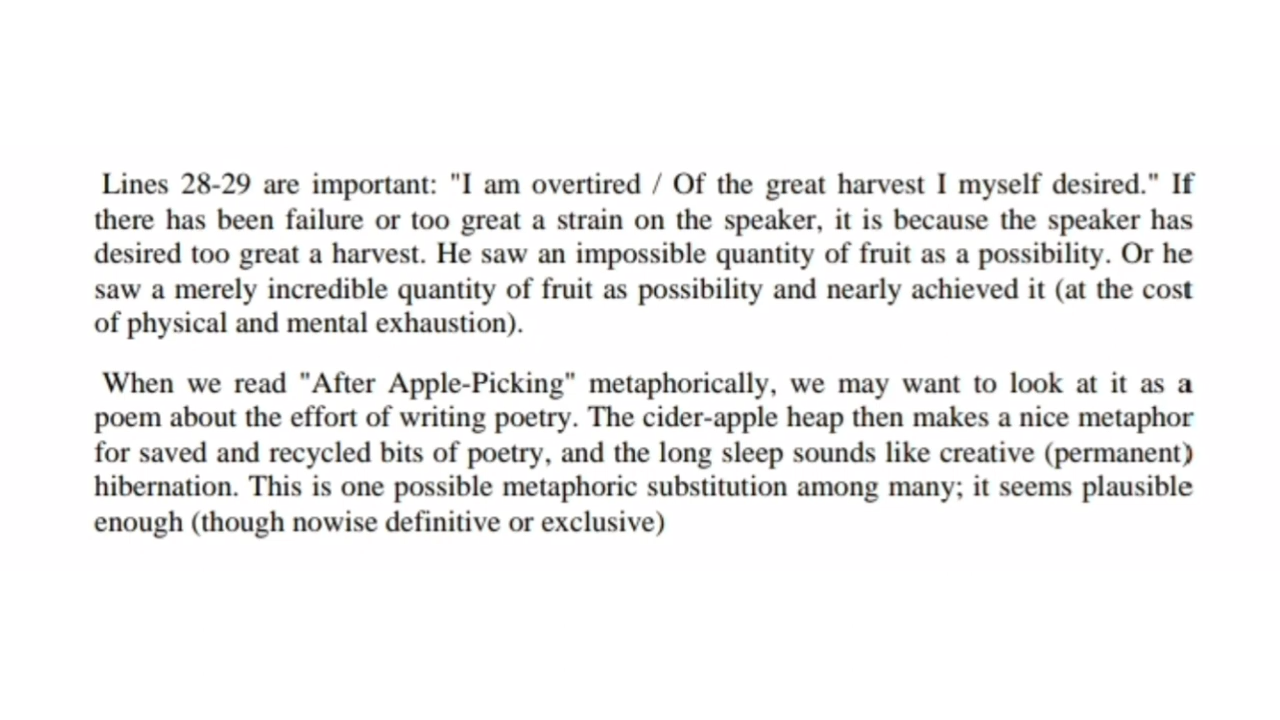 Lines 28-29 are important: "I am overtired / Of the great harvest I myself desired." If
there has been failure or too great a strain on the speaker, it is because the speaker has
desired too great a harvest. He saw an impossible quantity of fruit as a possibility. Or he
saw a merely incredible quantity of fruit as possibility and nearly achieved it (at the cost
of physical and mental exhaustion).
When we read "After Apple-Picking" metaphorically, we may want to look at it as a
poem about the effort of writing poetry. The cider-apple heap then makes a nice metaphor
for saved and recycled bits of poetry, and the long sleep sounds like creative (permanent)
hibernation. This is one possible metaphoric substitution among many; it seems plausible
enough (though nowise definitive or exclusive)